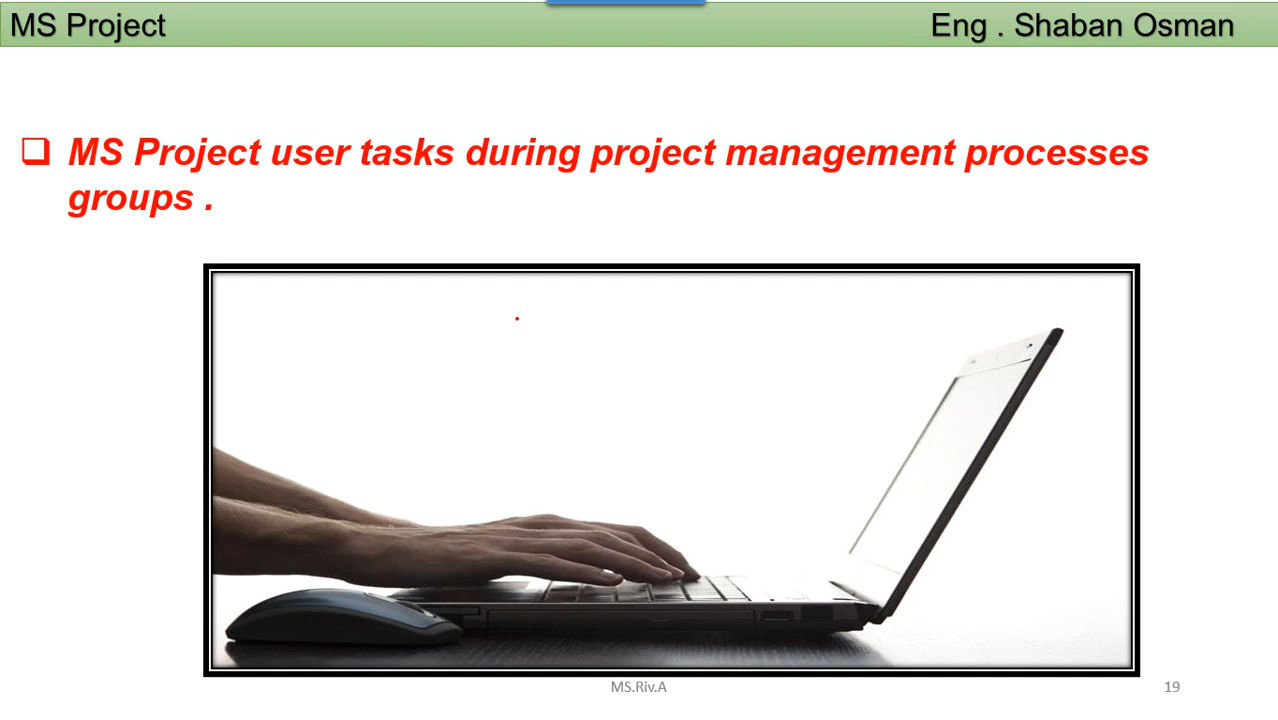 MS Project
Eng . Shaban Osman
MS Project user tasks during project management processes
groups .
MS.Riv.A
19